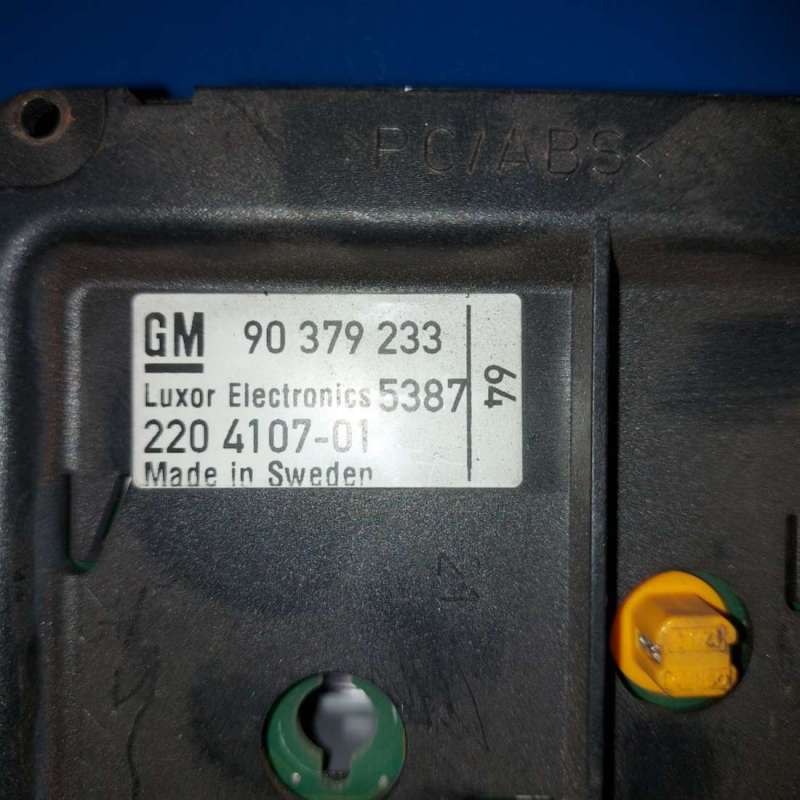 PC/ABS<
GM 90 379 233
Luxor Electronics 5387
220 4107-01
Made in Sweden
64